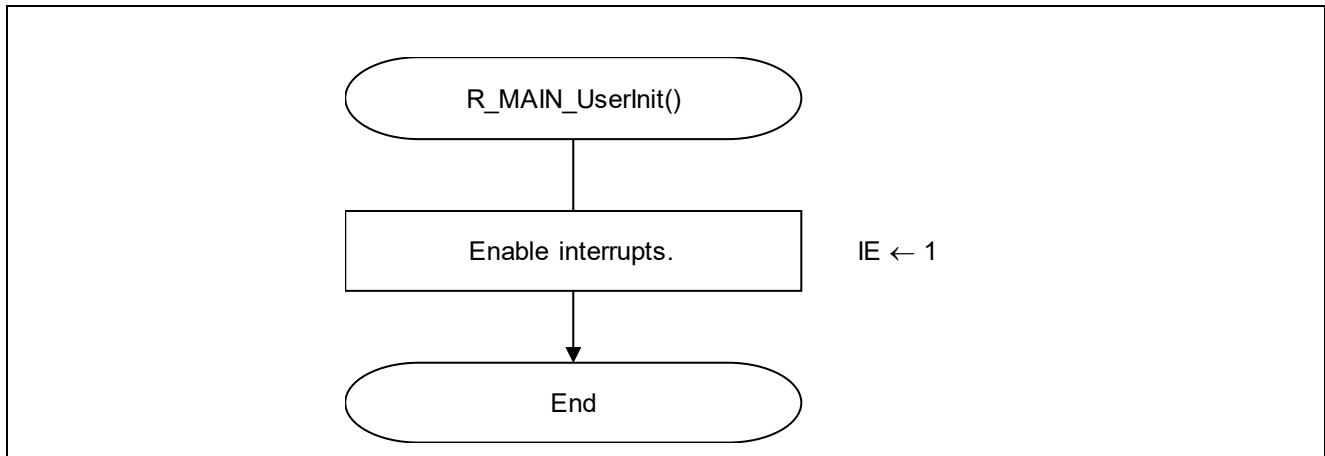 R_MAIN_UserInit()
Enable interrupts.
IE ← 1
End